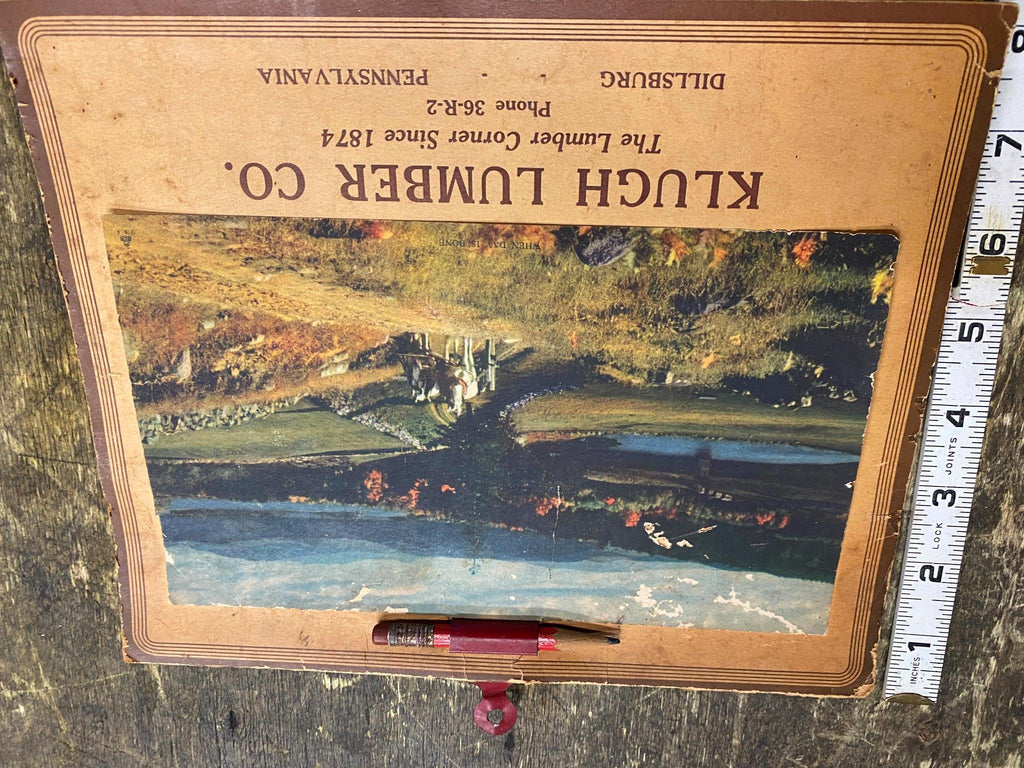 WHEN DAY IS DONE
KLUGH LUMBER CO.
The Lumber Corner Since 1874
Phone 36-R-2
DILLSBURG - - PENNSYLVANIA
INCHES 1 2 LOCK 3 JOINTS 4 5 6 7 8